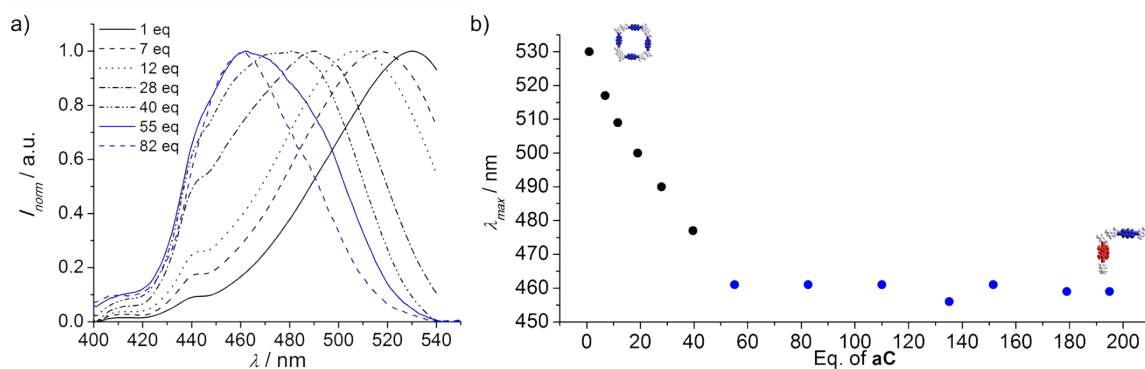 a)
1 eq
7 eq
12 eq
28 eq
40 eq
55 eq
82 eq
1.0
0.8
0.6
0.4
0.2
0.0
I norm / a.u.
400 420 440 460 480 500 520 540
λ / nm
b)
530
520
510
500
490
480
470
460
450
λ max / nm
0 20 40 60 80 100 120 140 160 180 200
Eq. of aC